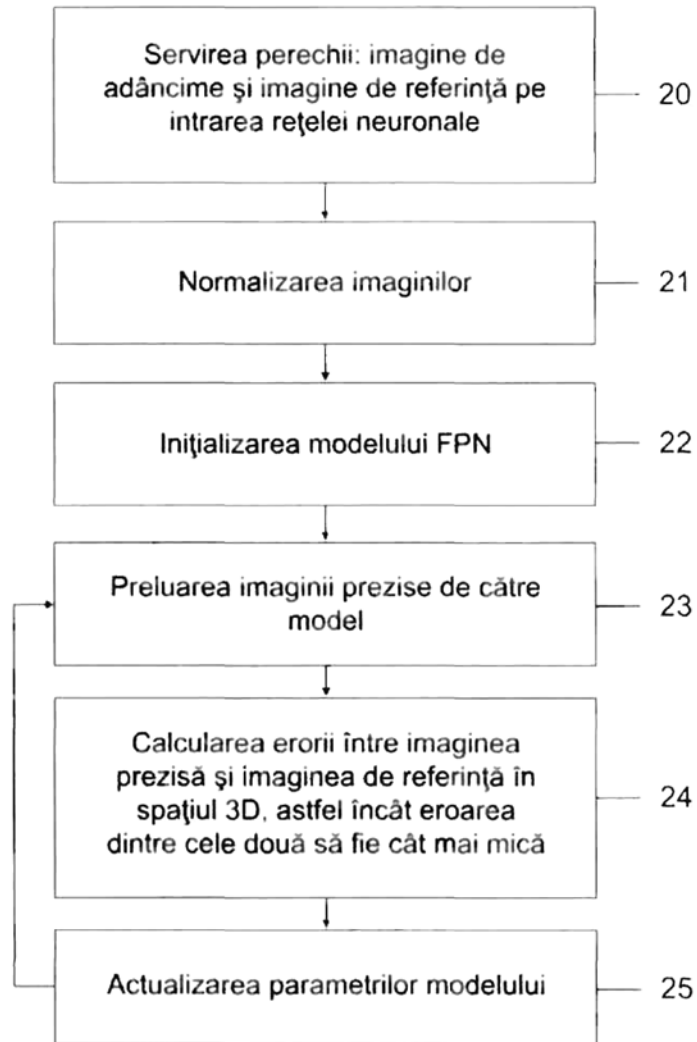 Servirea perechii: imagine de
adâncime şi imagine de referinţă pe
intrarea reţelei neuronale
20
Normalizarea imaginilor
21
Iniţializarea modelului FPN
22
Preluarea imaginii prezise de către
model
23
Calcularea erorii între imaginea
prezisă şi imaginea de referinţă în
spaţiul 3D, astfel încât eroarea
dintre cele două să fie cât mai mică
24
Actualizarea parametrilor modelului
25